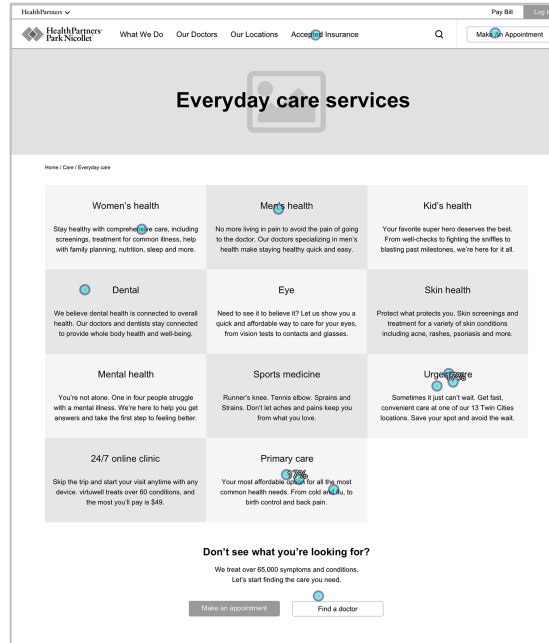 HealthPartners
Pay Bill
Log In
HealthPartners®
Park Nicollet
What We Do
Our Doctors
Our Locations
Accepted Insurance
Make An Appointment
Everyday care services
Home / Care / Everyday care
Women's health
Stay healthy with comprehensive care, including
screenings, treatment for common illness, help
with family planning, nutrition, sleep and more.
Men's health
No more living in pain to avoid the pain of going
to the doctor. Our doctors specializing in men's
health make staying healthy quick and easy.
Kid's health
Your favorite super hero deserves the best.
From well-checks to fighting the sniffles to
blasting past milestones, we're here for it all.
Dental
We believe dental health is connected to overall
health. Our doctors and dentists stay connected
to provide whole body health and well-being.
Eye
Need to see it to believe it? Let us show you a
quick and affordable way to care for your eyes,
from vision tests to contacts and glasses.
Skin health
Protect what protects you. Skin screenings and
treatment for a variety of skin conditions
including acne, rashes, psoriasis and more.
Mental health
You're not alone. One in four people struggle
with a mental illness. We're here to help you get
answers and take the first step to feeling better.
Sports medicine
Runner's knee. Tennis elbow. Sprains and
Strains. Don't let aches and pains keep you
from what you love.
Urgent care
17%
Sometimes it just can't wait. Get fast,
convenient care at one of our 13 Twin Cities
locations. Save your spot and avoid the wait.
24/7 online clinic
Skip the trip and start your visit anytime with any
device. virtuwell treats over 60 conditions, and
the most you'll pay is $49.
Primary care
17%
Your most affordable option for all the most
common health needs. From cold and flu, to
birth control and back pain.
Don't see what you're looking for?
We treat over 65,000 symptoms and conditions.
Let's start finding the care you need.
Make an appointment
Find a doctor